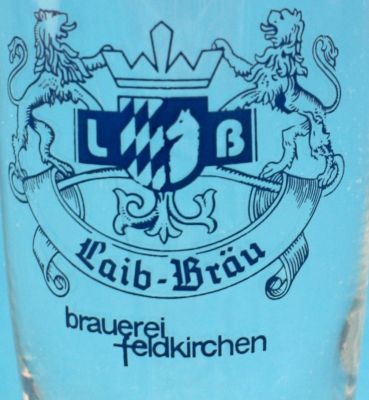 L B
Laib-Bräu
brauerei
feldkirchen